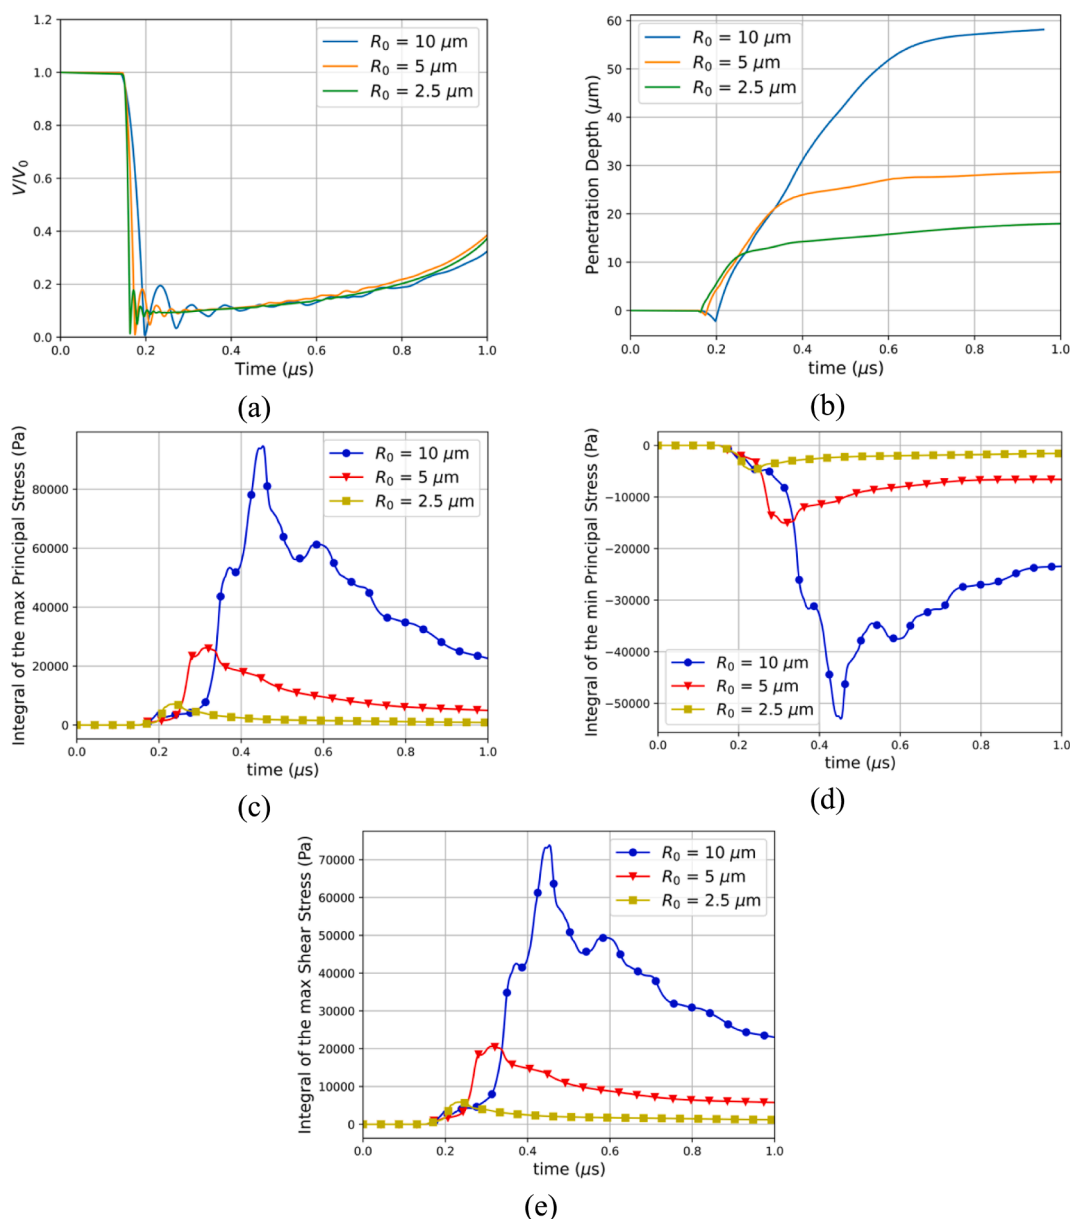 1.2
1.0
0.8
0.6
0.4
0.2
0.0
V/V₀
R₀ = 10 μm
R₀ = 5 μm
R₀ = 2.5 μm
0.0 0.2 0.4 0.6 0.8 1.0
Time (μs)
(a)
60
50
40
30
20
10
0
Penetration Depth (μm)
R₀ = 10 μm
R₀ = 5 μm
R₀ = 2.5 μm
0.0 0.2 0.4 0.6 0.8 1.0
time (μs)
(b)
80000
60000
40000
20000
0
Integral of the max Principal Stress (Pa)
R₀ = 10 μm
R₀ = 5 μm
R₀ = 2.5 μm
0.0 0.2 0.4 0.6 0.8 1.0
time (μs)
(c)
0
−10000
−20000
−30000
−40000
−50000
Integral of the min Principal Stress (Pa)
R₀ = 10 μm
R₀ = 5 μm
R₀ = 2.5 μm
0.0 0.2 0.4 0.6 0.8 1.0
time (μs)
(d)
70000
60000
50000
40000
30000
20000
10000
0
Integral of the max Shear Stress (Pa)
R₀ = 10 μm
R₀ = 5 μm
R₀ = 2.5 μm
0.0 0.2 0.4 0.6 0.8 1.0
time (μs)
(e)